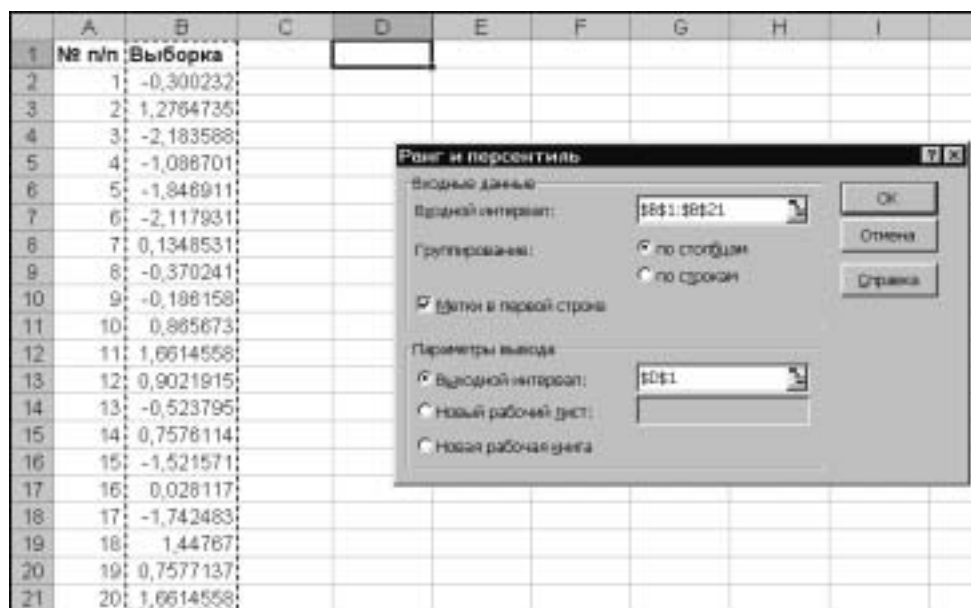 A B C D E F G H I
1 № п/п Выборка
2 1 -0,300232
3 2 1,2764735
4 3 -2,183588
5 4 -1,086701
6 5 -1,846911
7 6 -2,117931
8 7 0,1348531
9 8 -0,370241
10 9 -0,186158
11 10 0,865673
12 11 1,6614558
13 12 0,9021915
14 13 -0,523795
15 14 0,7576114
16 15 -1,521571
17 16 0,028117
18 17 -1,742483
19 18 1,44767
20 19 0,7577137
21 20 1,6614558
Ранг и персентиль
Входные данные
Входной интервал: $B$1:$B$21
Группирование: по столбцам
по строкам
Метки в первой строке
Параметры вывода
Выходной интервал: $D$1
Новый рабочий лист:
Новая рабочая книга
ОК
Отмена
Справка